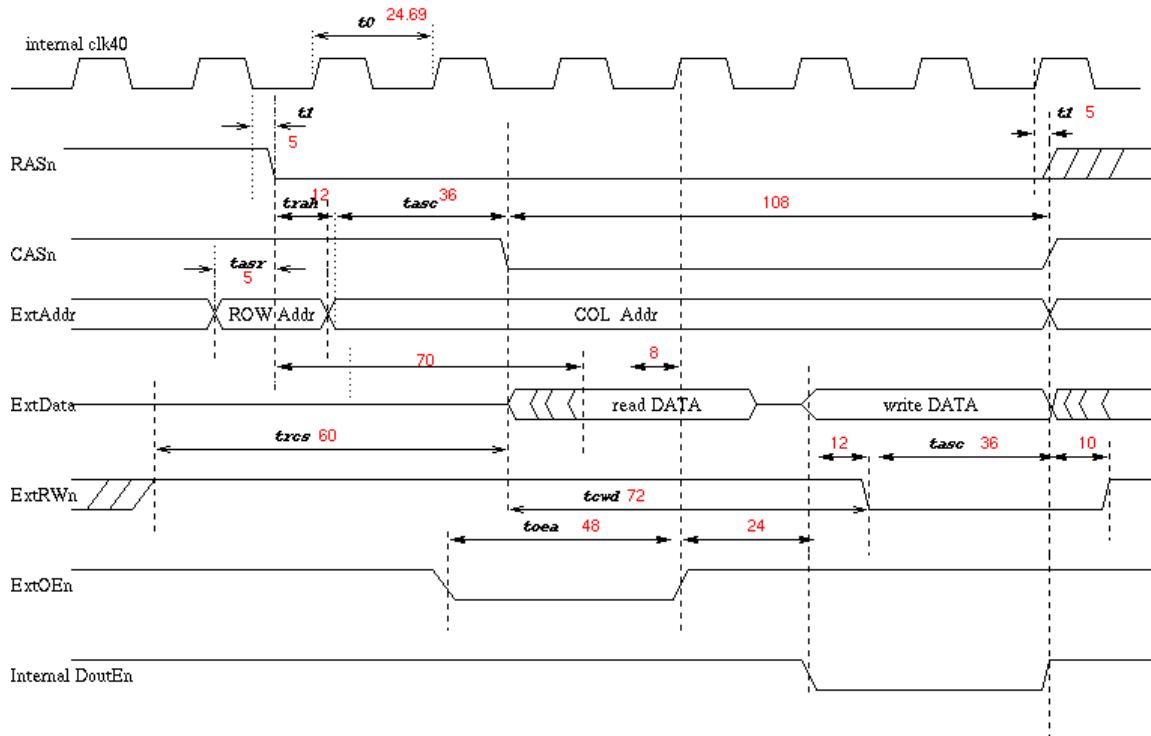 t0 24.69
internal clk40
t1 5
t1 5
RASn
trah 12 tasc 36 108
CASn
tasr 5
ExtAddr ROW Addr COL Addr
70 8
ExtData read DATA write DATA
trcs 60 12 tasc 36 10
ExtRWn tcwd 72
toea 48 24
ExtOEn
Internal DoutEn